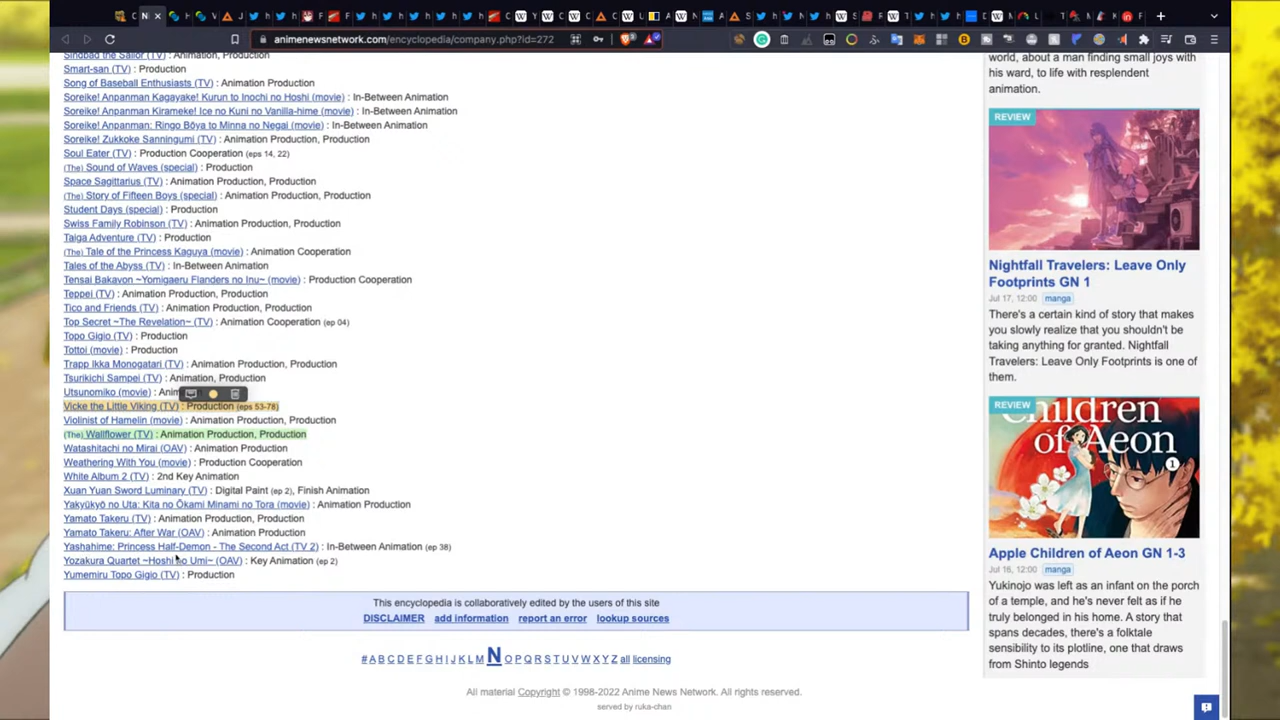 animenewsnetwork.com/encyclopedia/company.php?id=272
Sindbad the Sailor (TV) : Animation, Production
Smart-san (TV) : Production
Song of Baseball Enthusiasts (TV) : Animation Production
Soreike! Anpanman Kagayake! Kurun to Inochi no Hoshi (movie) : In-Between Animation
Soreike! Anpanman Kirameke! Ice no Kuni no Vanilla-hime (movie) : In-Between Animation
Soreike! Anpanman: Ringo Bōya to Minna no Negai (movie) : In-Between Animation
Soreike! Zukkoke Sanningumi (TV) : Animation Production, Production
Soul Eater (TV) : Production Cooperation (eps 14, 22)
(The) Sound of Waves (special) : Production
Space Sagittarius (TV) : Animation Production, Production
(The) Story of Fifteen Boys (special) : Animation Production, Production
Student Days (special) : Production
Swiss Family Robinson (TV) : Animation Production, Production
Taiga Adventure (TV) : Production
(The) Tale of the Princess Kaguya (movie) : Animation Cooperation
Tales of the Abyss (TV) : In-Between Animation
Tensai Bakavon ~Yomigaeru Flanders no Inu~ (movie) : Production Cooperation
Teppei (TV) : Animation Production, Production
Tico and Friends (TV) : Animation Production, Production
Top Secret ~The Revelation~ (TV) : Animation Cooperation (ep 04)
Topo Gigio (TV) : Production
Tottoi (movie) : Production
Trapp Ikka Monogatari (TV) : Animation Production, Production
Tsurikichi Sampei (TV) : Animation, Production
Utsunomiko (movie) : Anim
Vicke the Little Viking (TV) : Production (eps 53-78)
Violinist of Hamelin (movie) : Animation Production, Production
(The) Wallflower (TV) : Animation Production, Production
Watashitachi no Mirai (OAV) : Animation Production
Weathering With You (movie) : Production Cooperation
White Album 2 (TV) : 2nd Key Animation
Xuan Yuan Sword Luminary (TV) : Digital Paint (ep 2), Finish Animation
Yakyūkyō no Uta: Kita no Ōkami Minami no Tora (movie) : Animation Production
Yamato Takeru (TV) : Animation Production, Production
Yamato Takeru: After War (OAV) : Animation Production
Yashahime: Princess Half-Demon - The Second Act (TV 2) : In-Between Animation (ep 38)
Yozakura Quartet ~Hoshi no Umi~ (OAV) : Key Animation (ep 2)
Yumemiru Topo Gigio (TV) : Production
This encyclopedia is collaboratively edited by the users of this site
DISCLAIMER add information report an error lookup sources
# A B C D E F G H I J K L M N O P Q R S T U V W X Y Z all licensing
All material Copyright © 1998-2022 Anime News Network. All rights reserved.
served by ruka-chan
world, about a man finding small joys with
his ward, to life with resplendent
animation.
REVIEW
Nightfall Travelers: Leave Only
Footprints GN 1
Jul 17, 12:00 manga
There's a certain kind of story that makes
you slowly realize that you shouldn't be
taking anything for granted. Nightfall
Travelers: Leave Only Footprints is one of
them.
REVIEW
Children
of Aeon
1
Apple Children of Aeon GN 1-3
Jul 16, 12:00 manga
Yukinojo was left as an infant on the porch
of a temple, and he's never felt as if he
truly belonged in his home. A story that
spans decades, there's a folktale
sensibility to its plotline, one that draws
from Shinto legends